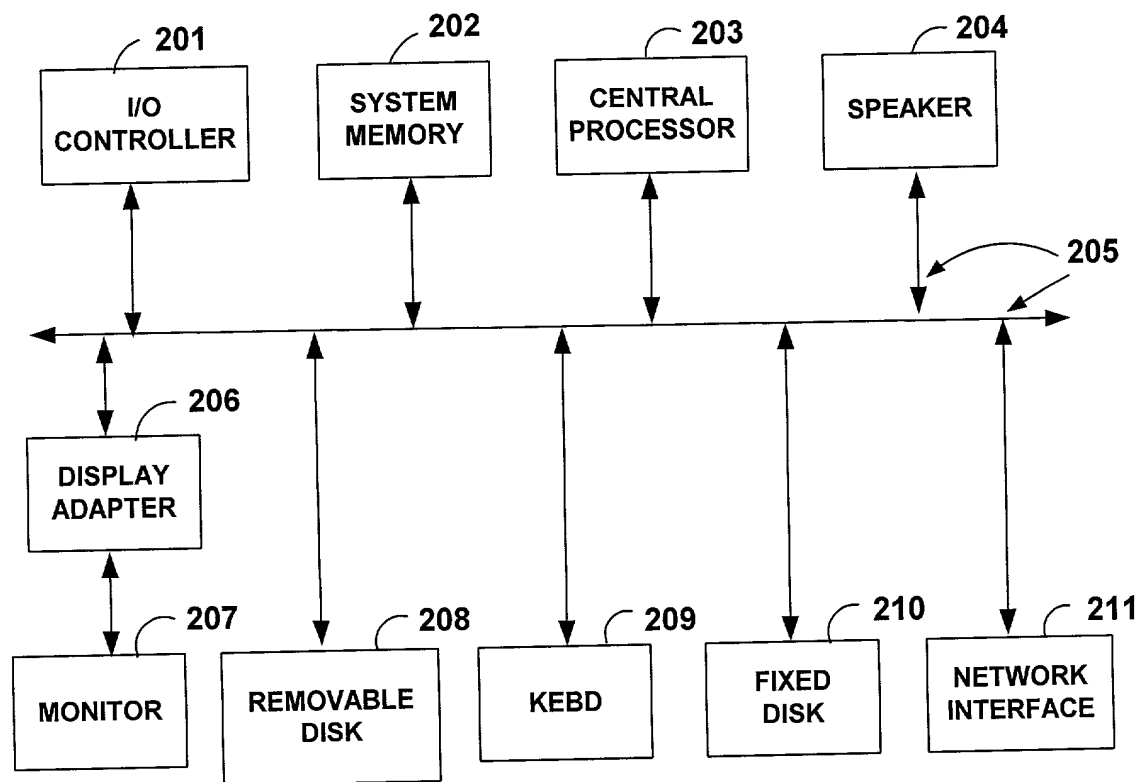 201
202
203
204
I/O
CONTROLLER
SYSTEM
MEMORY
CENTRAL
PROCESSOR
SPEAKER
205
206
DISPLAY
ADAPTER
207
208
209
210
211
MONITOR
REMOVABLE
DISK
KEBD
FIXED
DISK
NETWORK
INTERFACE